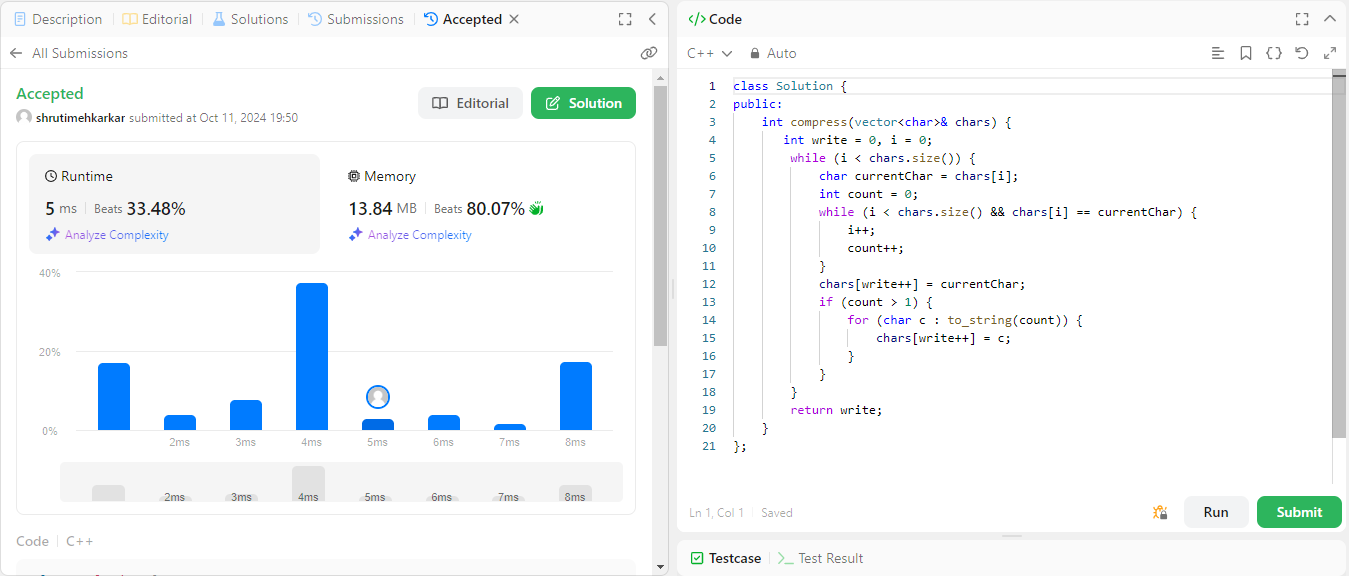 Description Editorial Solutions Submissions Accepted
All Submissions
Accepted
shrutimehkarkar submitted at Oct 11, 2024 19:50
Editorial
Solution
Runtime
5 ms Beats 33.48%
Analyze Complexity
Memory
13.84 MB Beats 80.07%
Analyze Complexity
40%
20%
0%
2ms 3ms 4ms 5ms 6ms 7ms 8ms
2ms 3ms 4ms 5ms 6ms 7ms 8ms
Code C++
</> Code
C++ Auto
1 class Solution {
2 public:
3     int compress(vector<char>& chars) {
4        int write = 0, i = 0;
5         while (i < chars.size()) {
6             char currentChar = chars[i];
7             int count = 0;
8             while (i < chars.size() && chars[i] == currentChar) {
9                 i++;
10                 count++;
11             }
12             chars[write++] = currentChar;
13             if (count > 1) {
14                 for (char c : to_string(count)) {
15                     chars[write++] = c;
16                 }
17             }
18         }
19         return write;
20     }
21 };
Ln 1, Col 1 Saved
Run
Submit
Testcase
Test Result